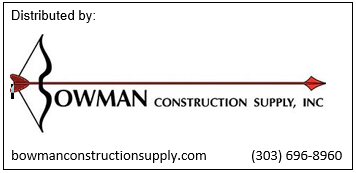 Distributed by:
BOWMAN CONSTRUCTION SUPPLY, INC
bowmanconstructionsupply.com (303) 696-8960